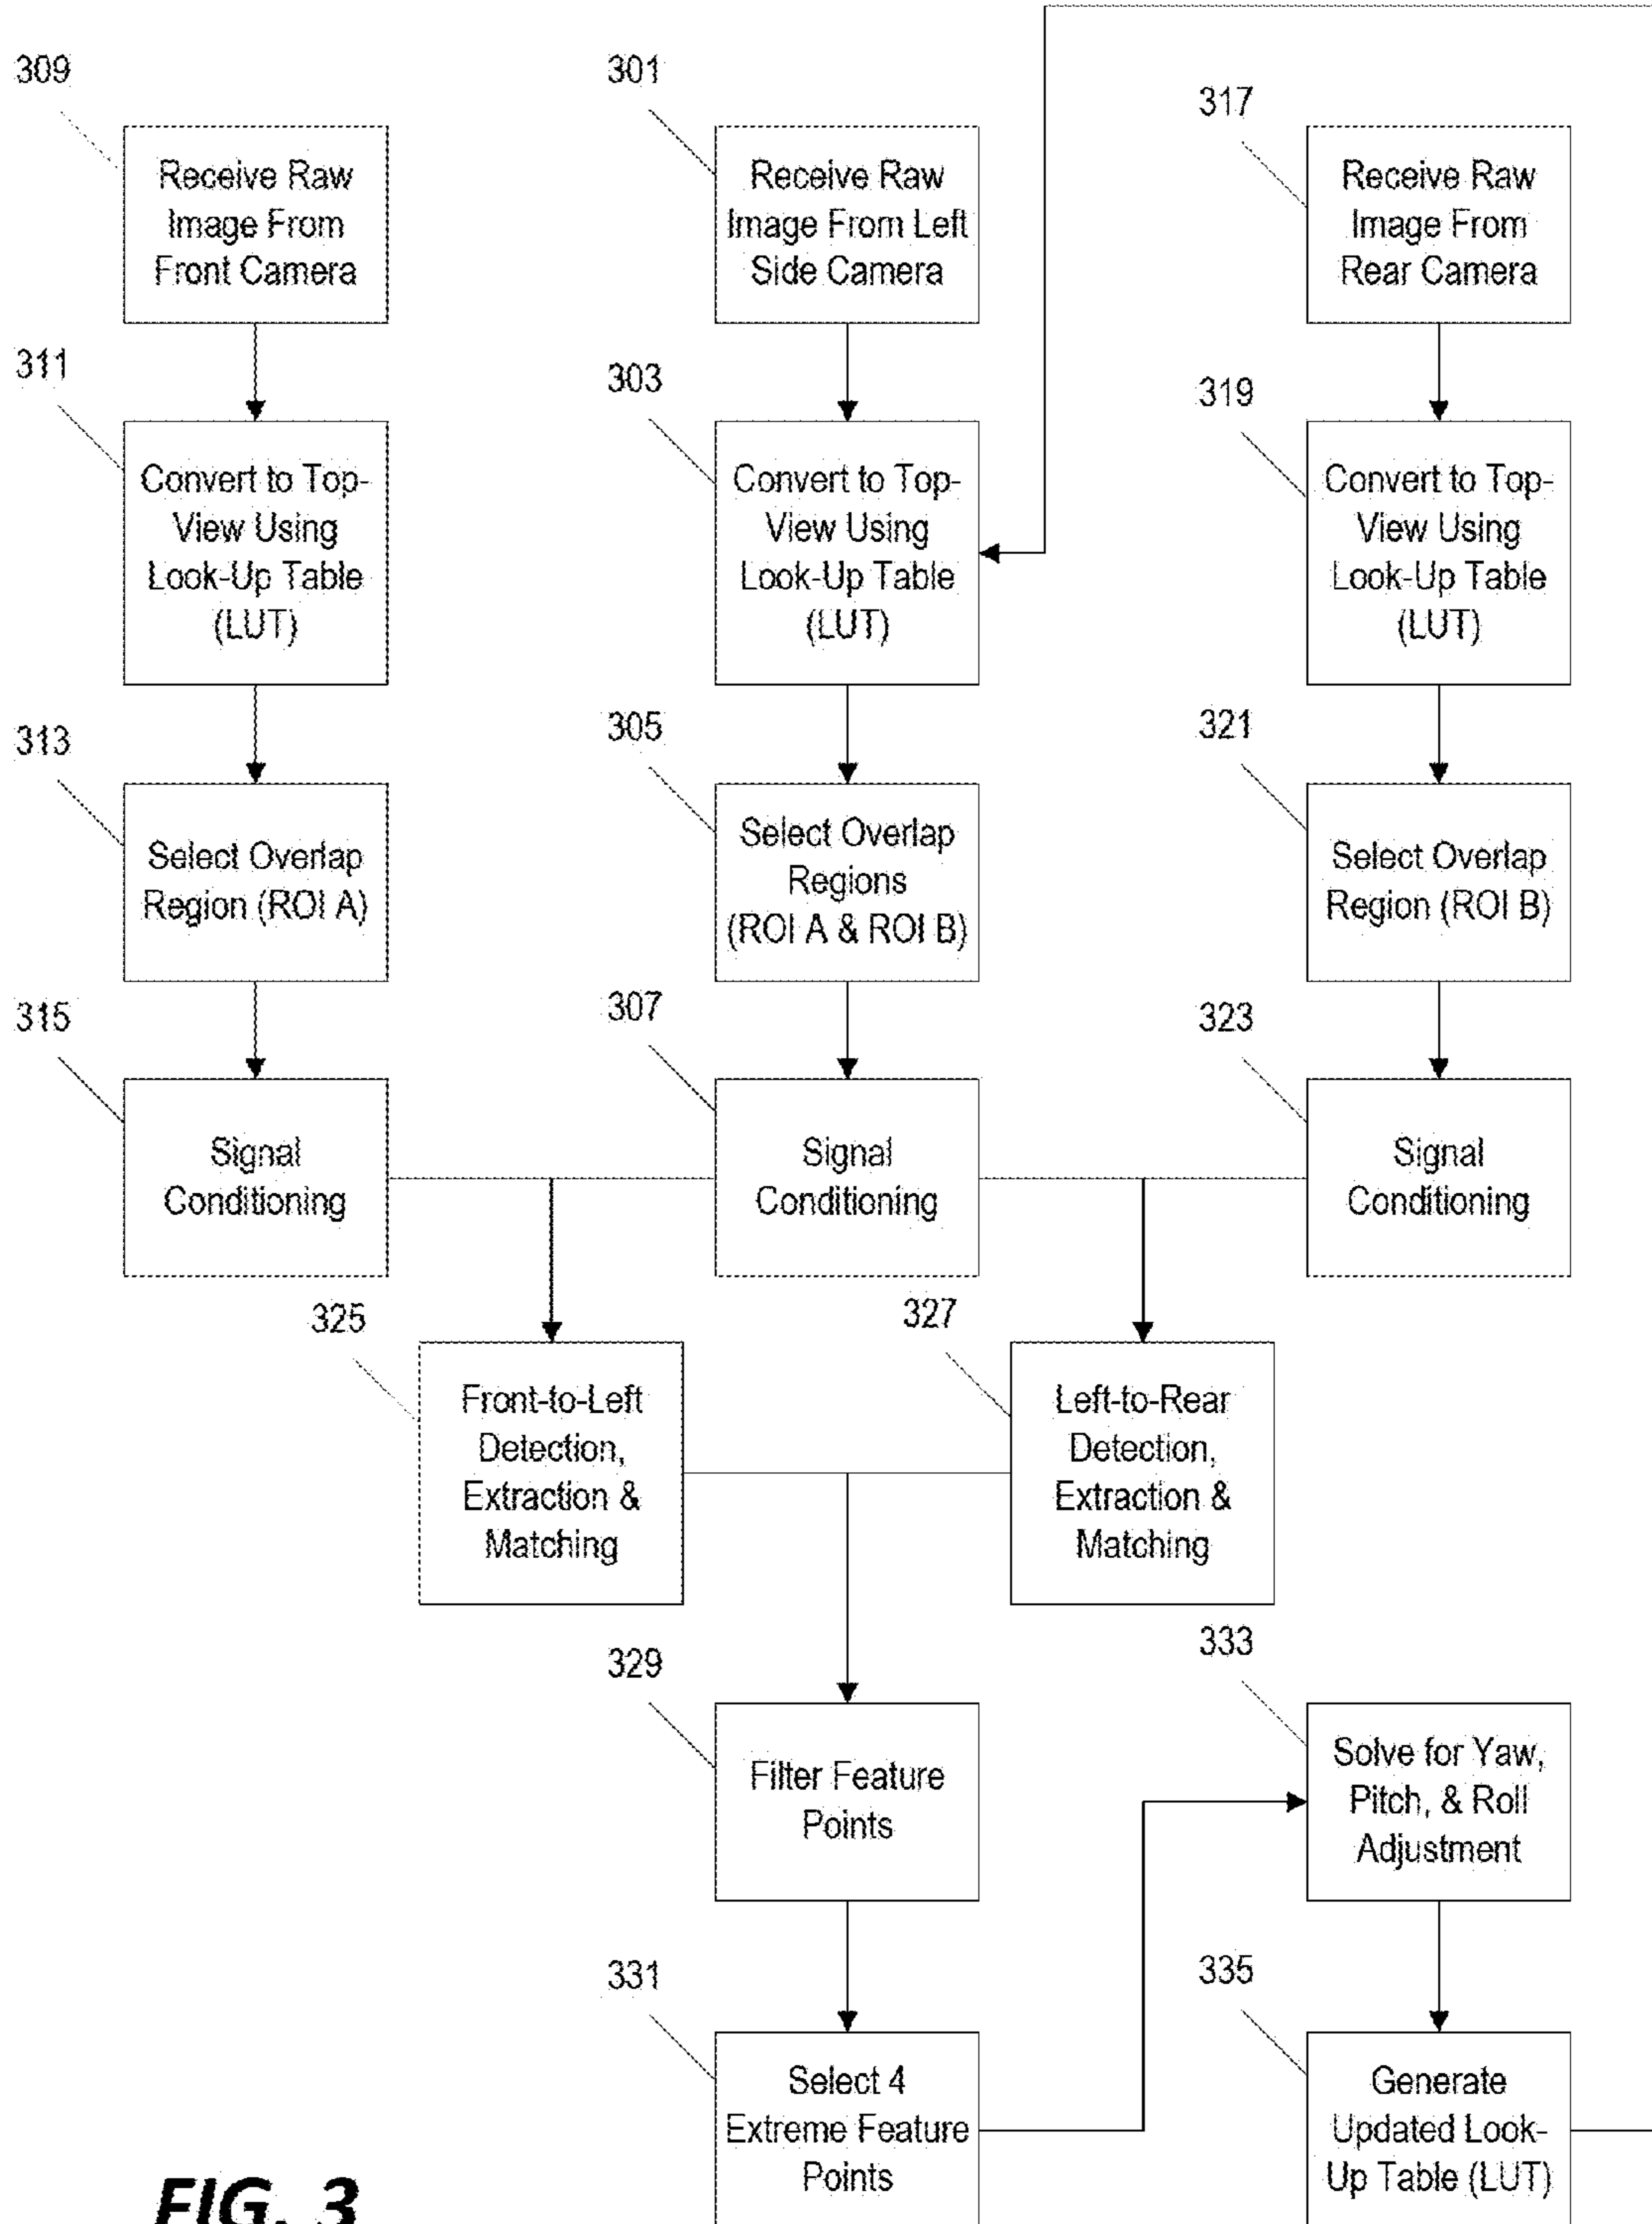 309
301
317
Receive Raw
Image From
Front Camera
Receive Raw
Image From Left
Side Camera
Receive Raw
Image From
Rear Camera
311
303
319
Convert to Top-
View Using
Look-Up Table
(LUT)
Convert to Top-
View Using
Look-Up Table
(LUT)
Convert to Top-
View Using
Look-Up Table
(LUT)
313
305
321
Select Overlap
Region (ROI A)
Select Overlap
Regions
(ROI A & ROI B)
Select Overlap
Region (ROI B)
315
307
323
Signal
Conditioning
Signal
Conditioning
Signal
Conditioning
325
327
Front-to-Left
Detection,
Extraction &
Matching
Left-to-Rear
Detection,
Extraction &
Matching
329
333
Filter Feature
Points
Solve for Yaw,
Pitch, & Roll
Adjustment
331
335
Select 4
Extreme Feature
Points
Generate
Updated Look-
Up Table (LUT)
FIG. 3